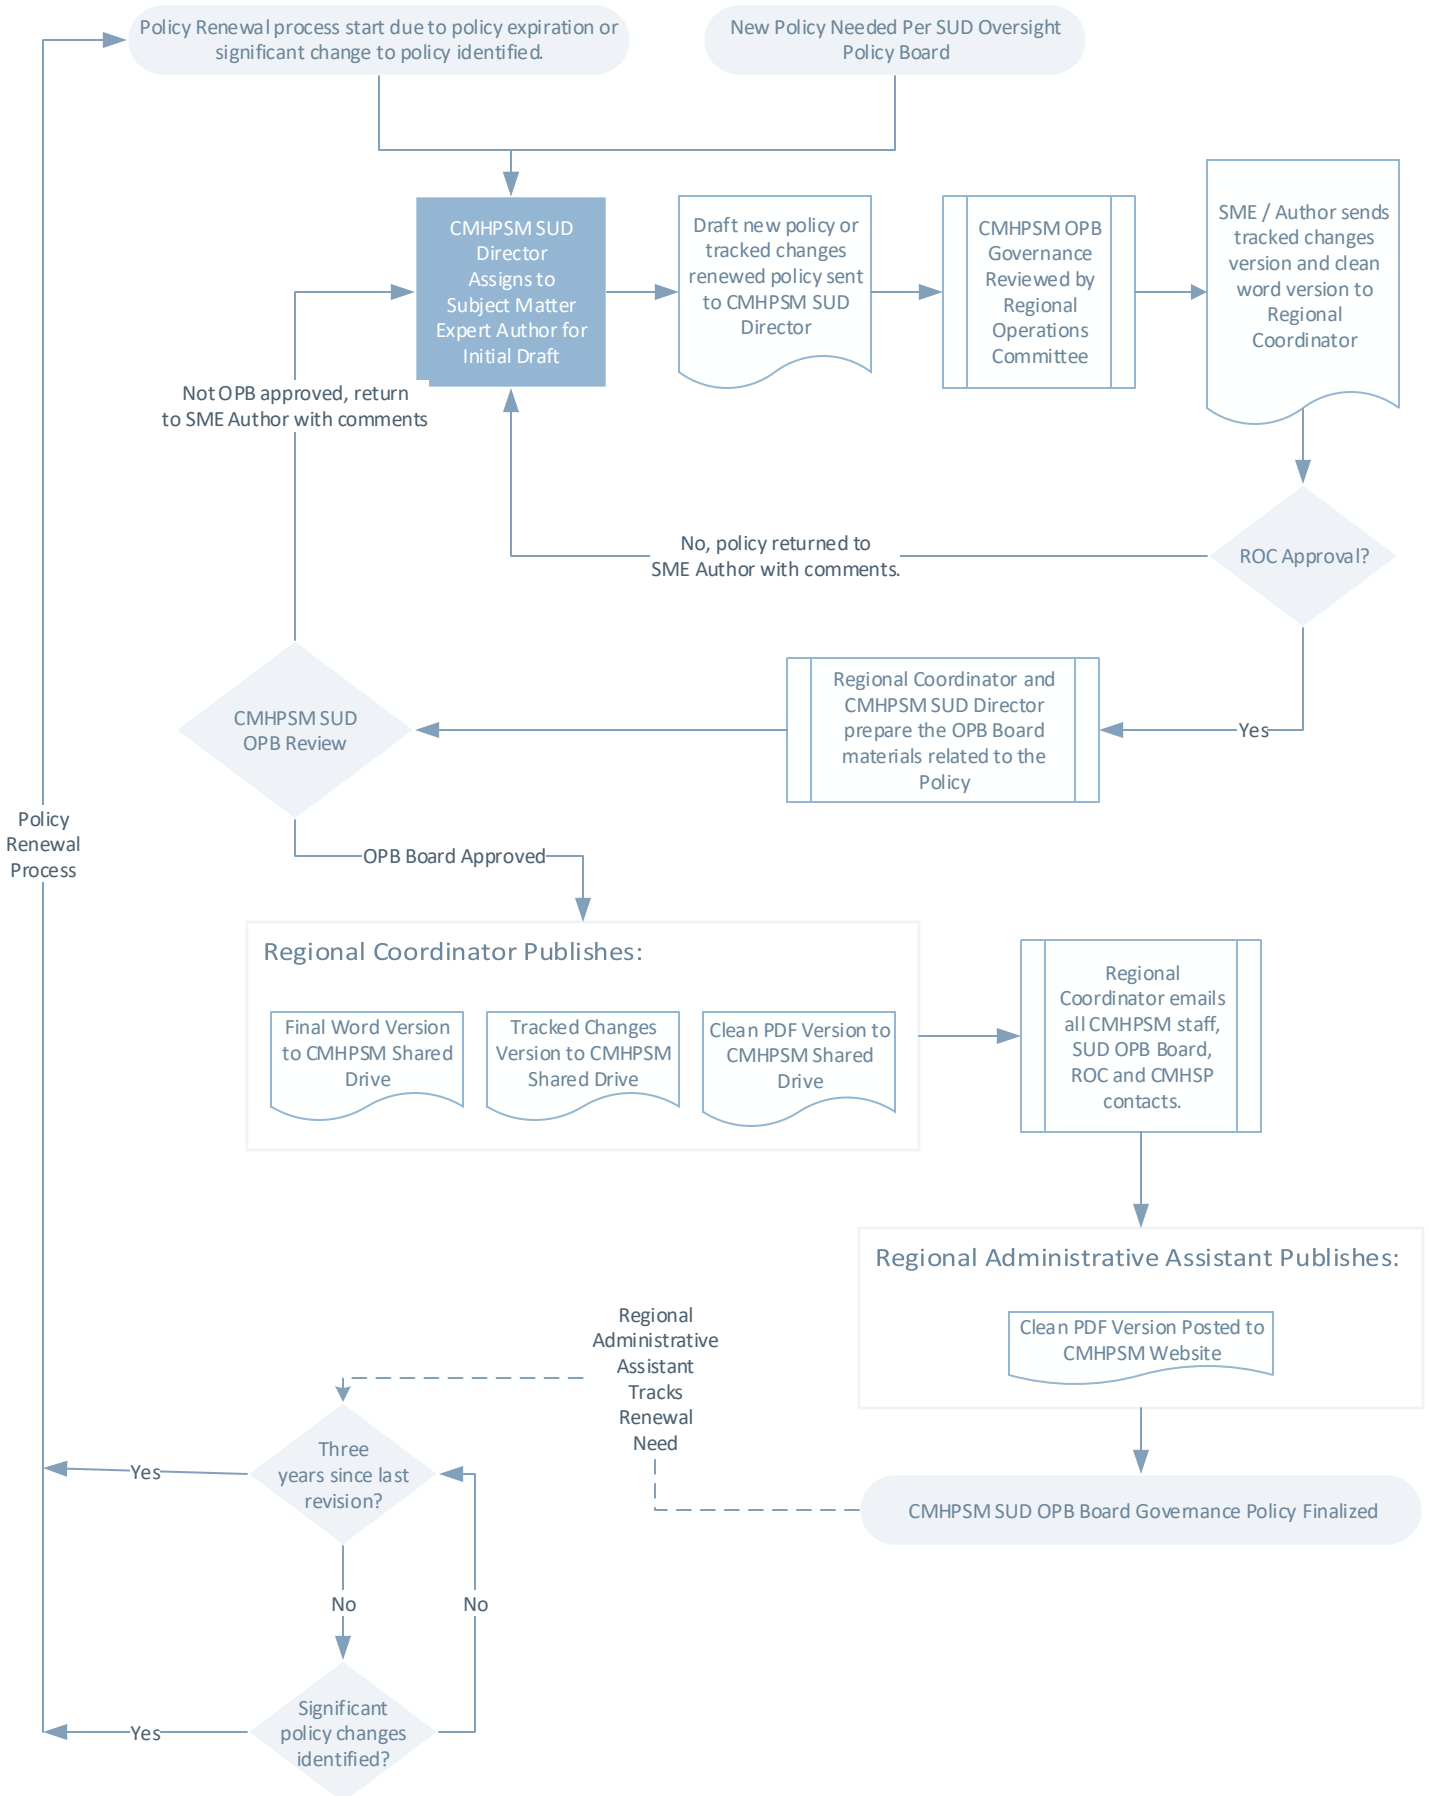 Policy Renewal process start due to policy expiration or
significant change to policy identified.
New Policy Needed Per SUD Oversight
Policy Board
CMHPSM SUD
Director
Assigns to
Subject Matter
Expert Author for
Initial Draft
Draft new policy or
tracked changes
renewed policy sent
to CMHPSM SUD
Director
CMHPSM OPB
Governance
Reviewed by
Regional
Operations
Committee
SME / Author sends
tracked changes
version and clean
word version to
Regional
Coordinator
Not OPB approved, return
to SME Author with comments
No, policy returned to
SME Author with comments.
ROC Approval?
Yes
Regional Coordinator and
CMHPSM SUD Director
prepare the OPB Board
materials related to the
Policy
CMHPSM SUD
OPB Review
Policy
Renewal
Process
OPB Board Approved
Regional Coordinator Publishes:
Final Word Version
to CMHPSM Shared
Drive
Tracked Changes
Version to CMHPSM
Shared Drive
Clean PDF Version to
CMHPSM Shared
Drive
Regional
Coordinator emails
all CMHPSM staff,
SUD OPB Board,
ROC and CMHSP
contacts.
Regional Administrative Assistant Publishes:
Clean PDF Version Posted to
CMHPSM Website
Regional
Administrative
Assistant
Tracks
Renewal
Need
CMHPSM SUD OPB Board Governance Policy Finalized
Three
years since last
revision?
Yes
No
No
Significant
policy changes
identified?
Yes